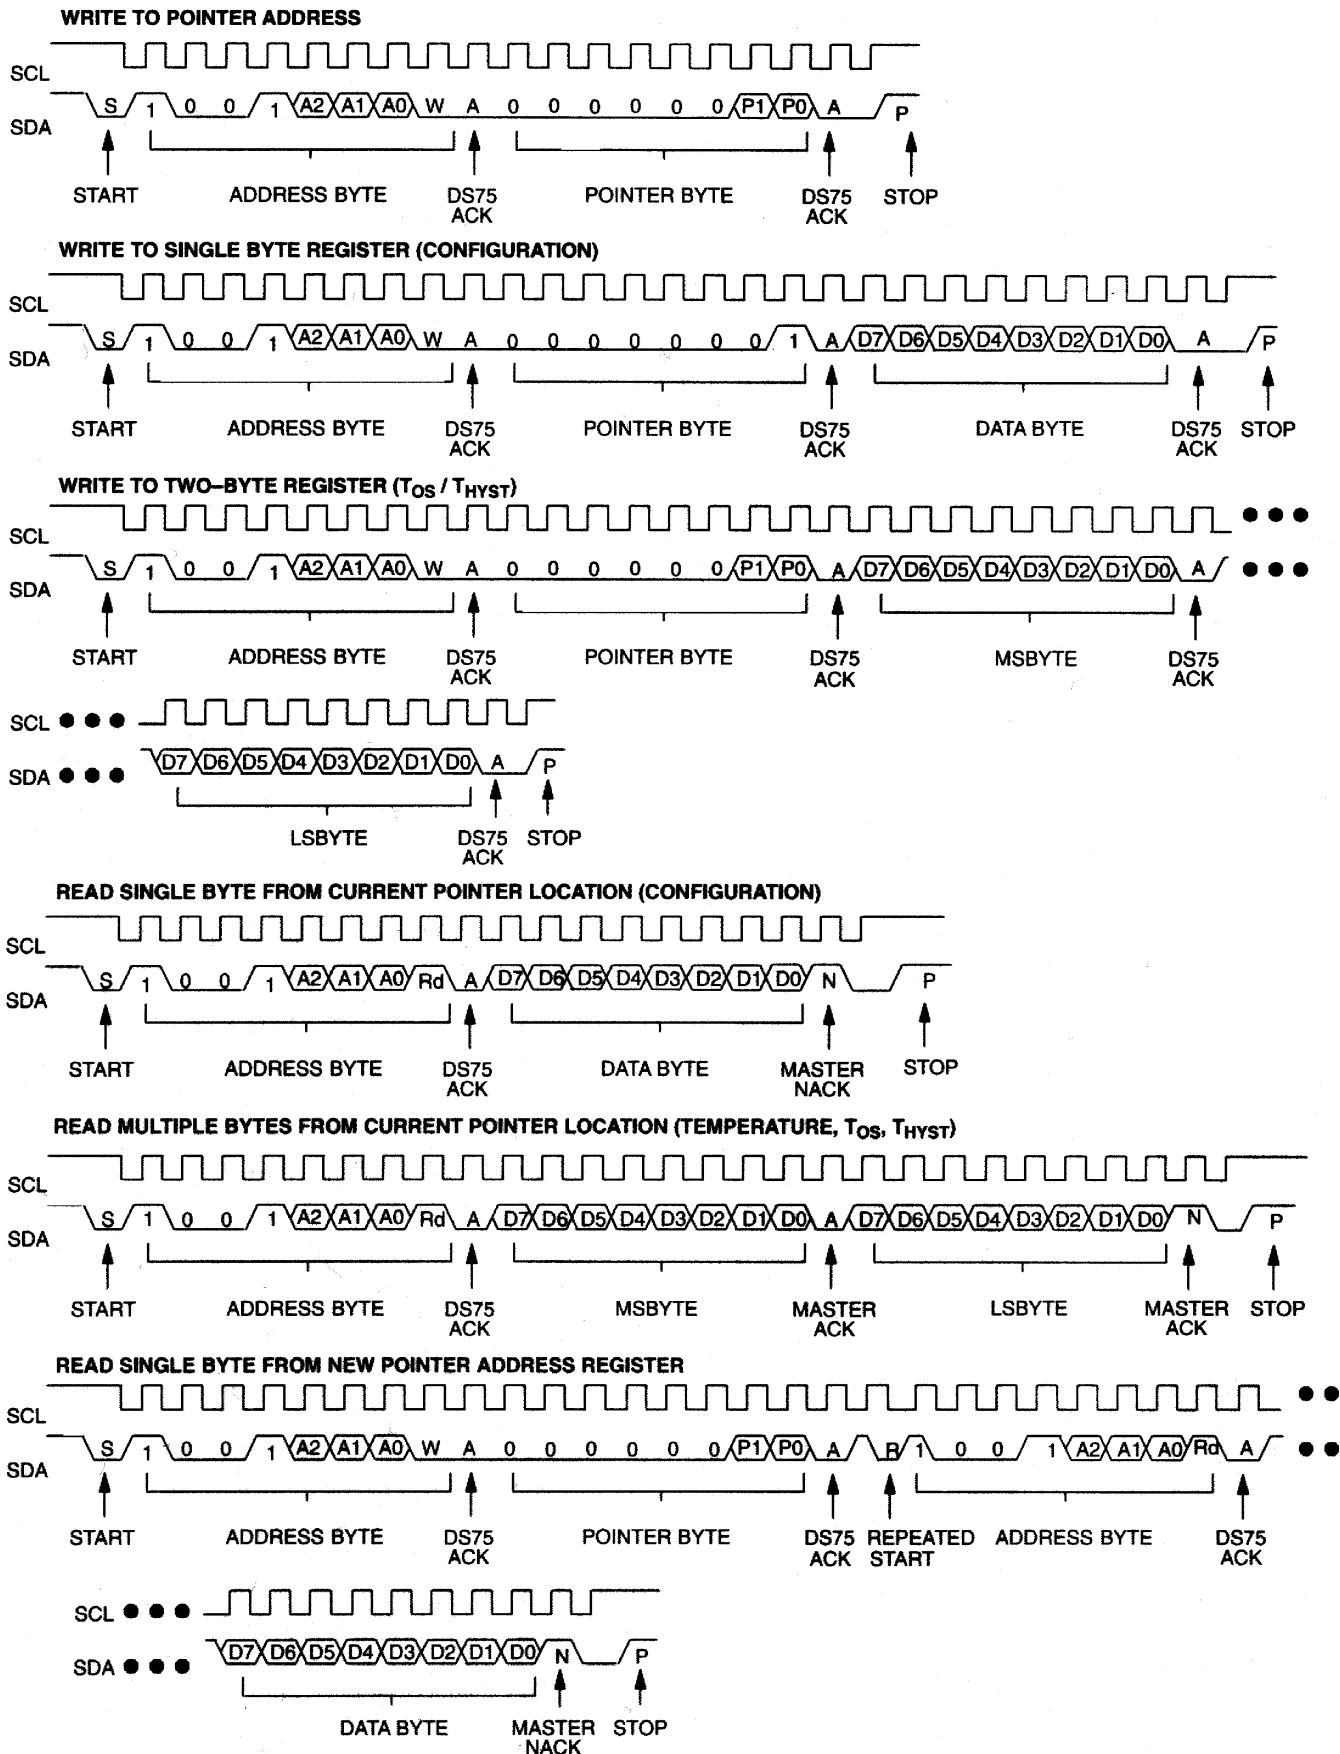 WRITE TO POINTER ADDRESS
SCL
SDA S 1 0 0 1 A2 A1 A0 W A 0 0 0 0 0 0 P1 P0 A P
START ADDRESS BYTE DS75 ACK POINTER BYTE DS75 ACK STOP
WRITE TO SINGLE BYTE REGISTER (CONFIGURATION)
SCL
SDA S 1 0 0 1 A2 A1 A0 W A 0 0 0 0 0 0 0 1 A D7 D6 D5 D4 D3 D2 D1 D0 A P
START ADDRESS BYTE DS75 ACK POINTER BYTE DS75 ACK DATA BYTE DS75 ACK STOP
WRITE TO TWO–BYTE REGISTER (TOS / THYST)
SCL
SDA S 1 0 0 1 A2 A1 A0 W A 0 0 0 0 0 0 P1 P0 A D7 D6 D5 D4 D3 D2 D1 D0 A
START ADDRESS BYTE DS75 ACK POINTER BYTE DS75 ACK MSBYTE DS75 ACK
SCL
SDA D7 D6 D5 D4 D3 D2 D1 D0 A P
LSBYTE DS75 ACK STOP
READ SINGLE BYTE FROM CURRENT POINTER LOCATION (CONFIGURATION)
SCL
SDA S 1 0 0 1 A2 A1 A0 Rd A D7 D6 D5 D4 D3 D2 D1 D0 N P
START ADDRESS BYTE DS75 ACK DATA BYTE MASTER NACK STOP
READ MULTIPLE BYTES FROM CURRENT POINTER LOCATION (TEMPERATURE, TOS, THYST)
SCL
SDA S 1 0 0 1 A2 A1 A0 Rd A D7 D6 D5 D4 D3 D2 D1 D0 A D7 D6 D5 D4 D3 D2 D1 D0 N P
START ADDRESS BYTE DS75 ACK MSBYTE MASTER ACK LSBYTE MASTER ACK STOP
READ SINGLE BYTE FROM NEW POINTER ADDRESS REGISTER
SCL
SDA S 1 0 0 1 A2 A1 A0 W A 0 0 0 0 0 0 P1 P0 A R 1 0 0 1 A2 A1 A0 Rd A
START ADDRESS BYTE DS75 ACK POINTER BYTE DS75 ACK REPEATED START ADDRESS BYTE DS75 ACK
SCL
SDA D7 D6 D5 D4 D3 D2 D1 D0 N P
DATA BYTE MASTER NACK STOP